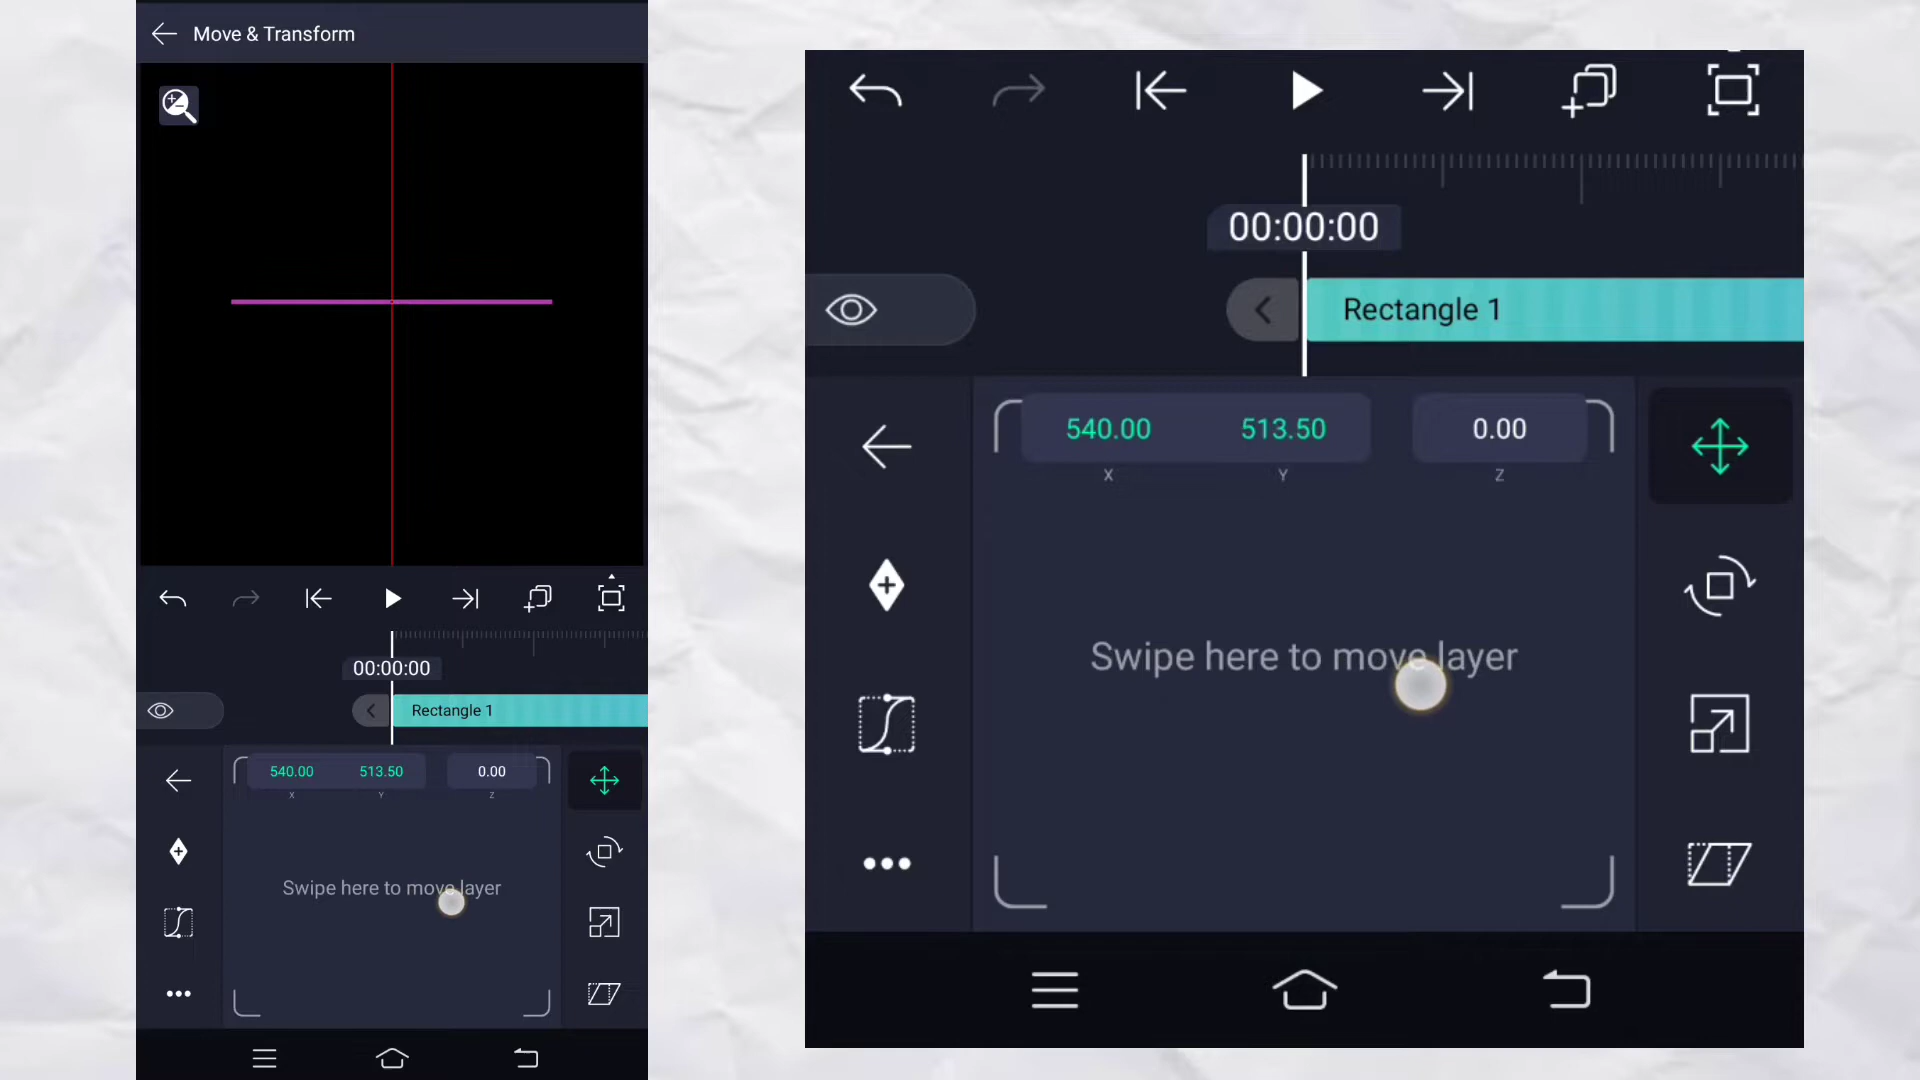 Move & Transform
00:00:00
Rectangle 1
540.00 513.50 0.00
X Y Z
Swipe here to move layer
00:00:00
Rectangle 1
540.00 513.50 0.00
X Y Z
Swipe here to move layer